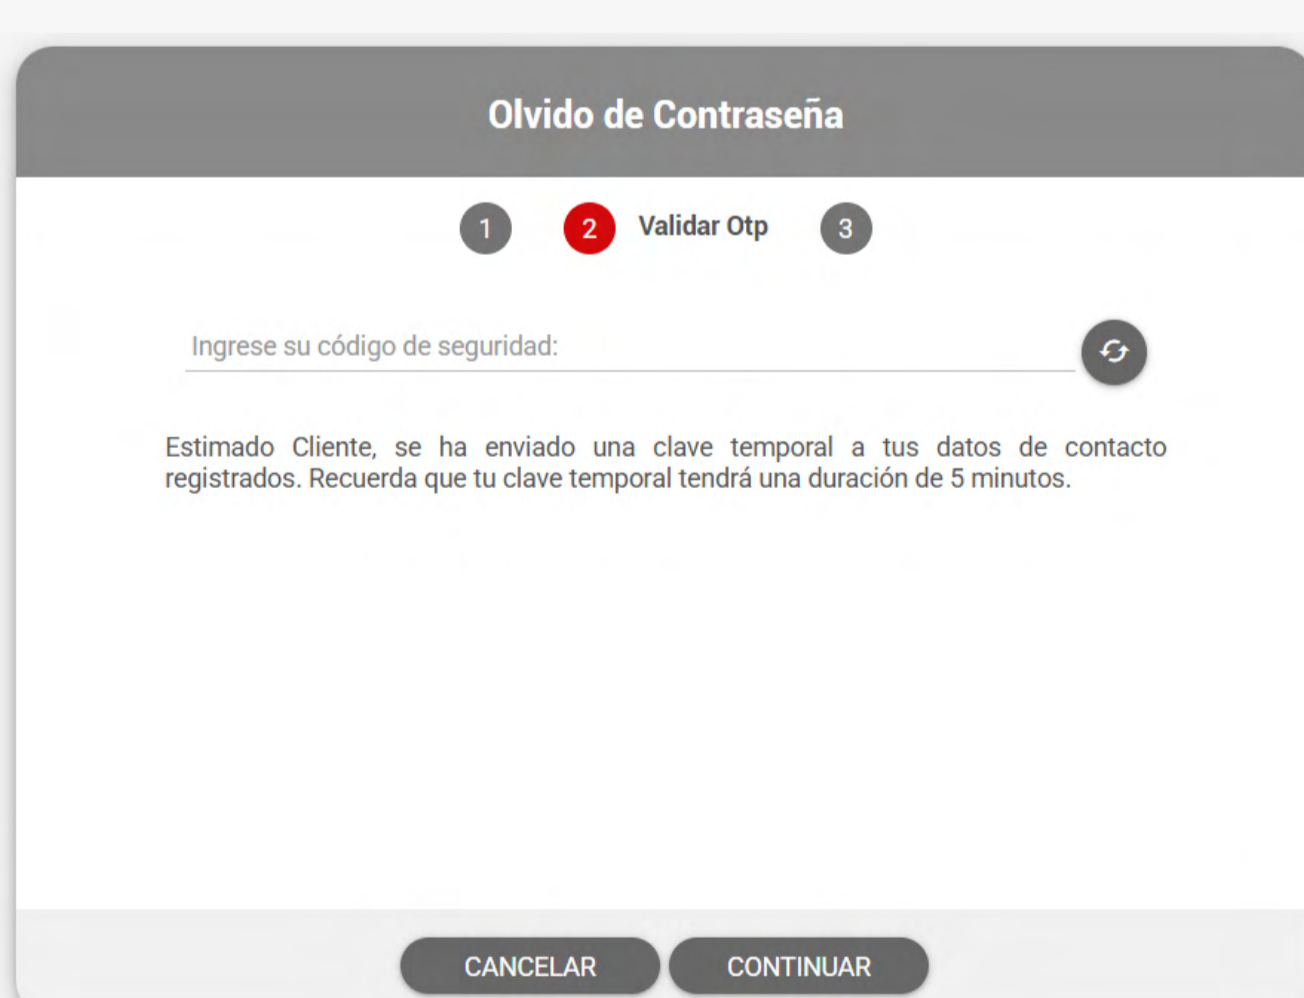 Olvido de Contraseña
1 2 Validar Otp 3
Ingrese su código de seguridad:
Estimado Cliente, se ha enviado una clave temporal a tus datos de contacto
registrados. Recuerda que tu clave temporal tendrá una duración de 5 minutos.
CANCELAR CONTINUAR